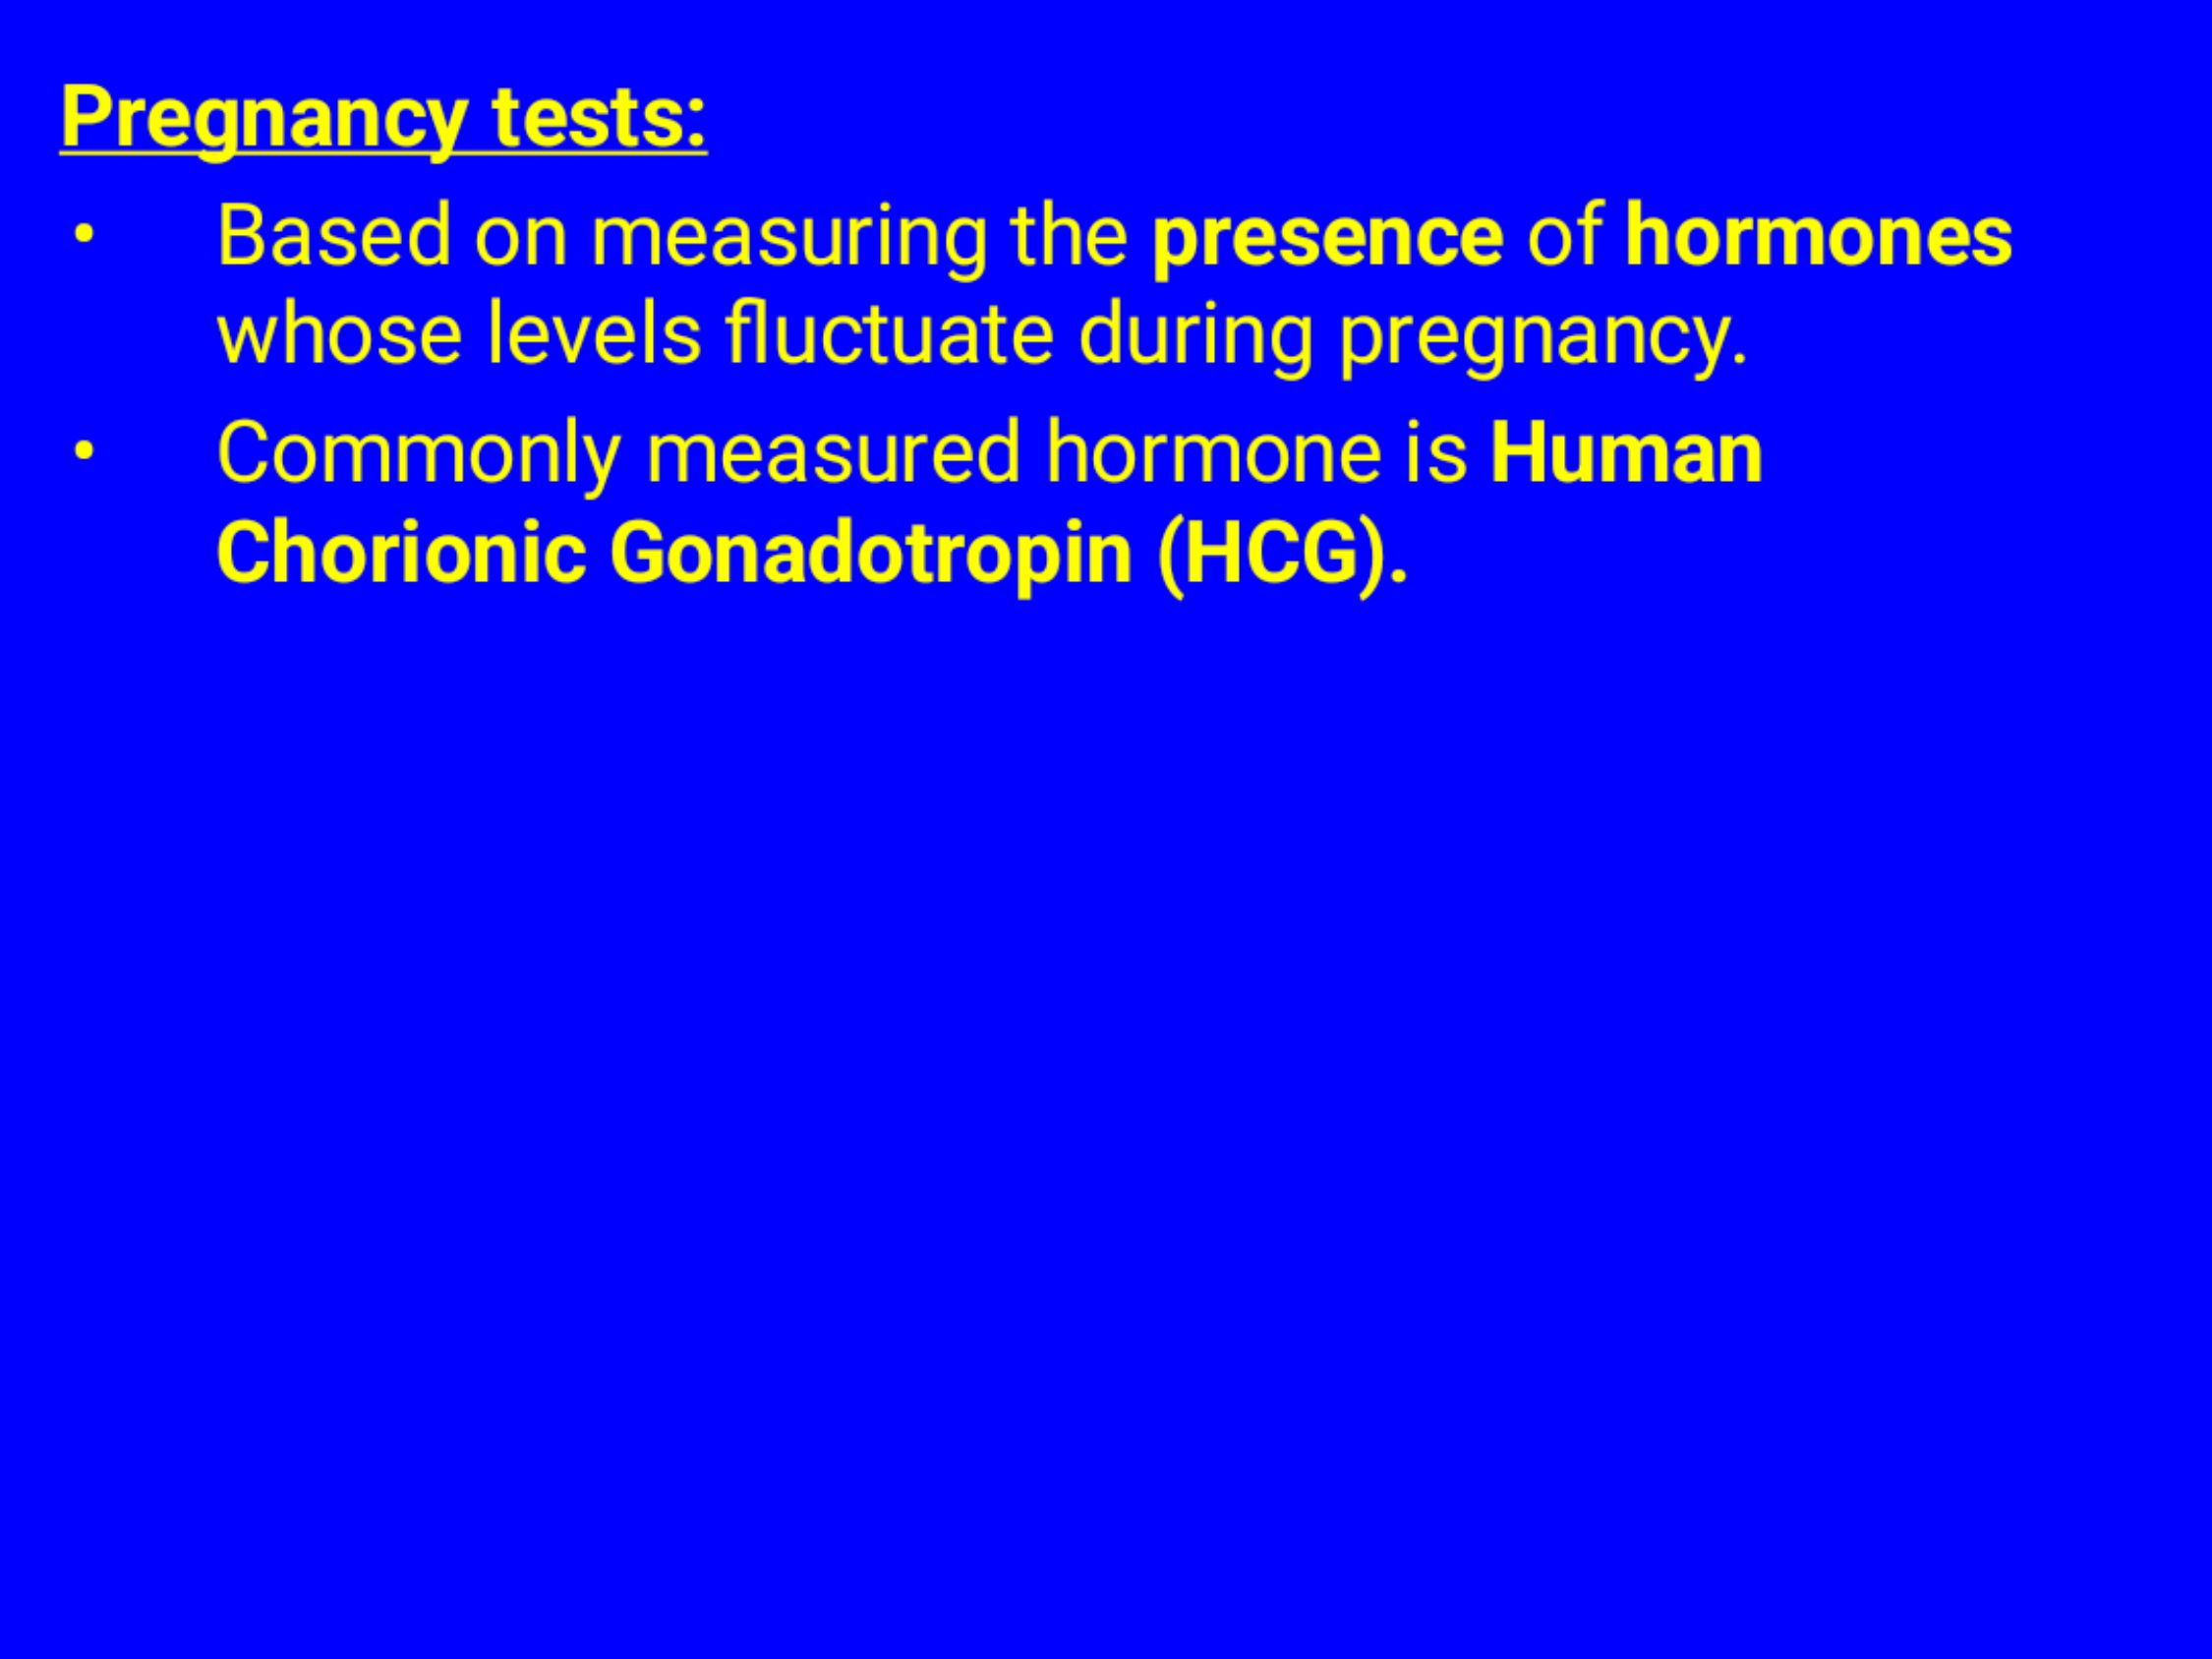 Pregnancy tests:
• Based on measuring the presence of hormones
whose levels fluctuate during pregnancy.
• Commonly measured hormone is Human
Chorionic Gonadotropin (HCG).